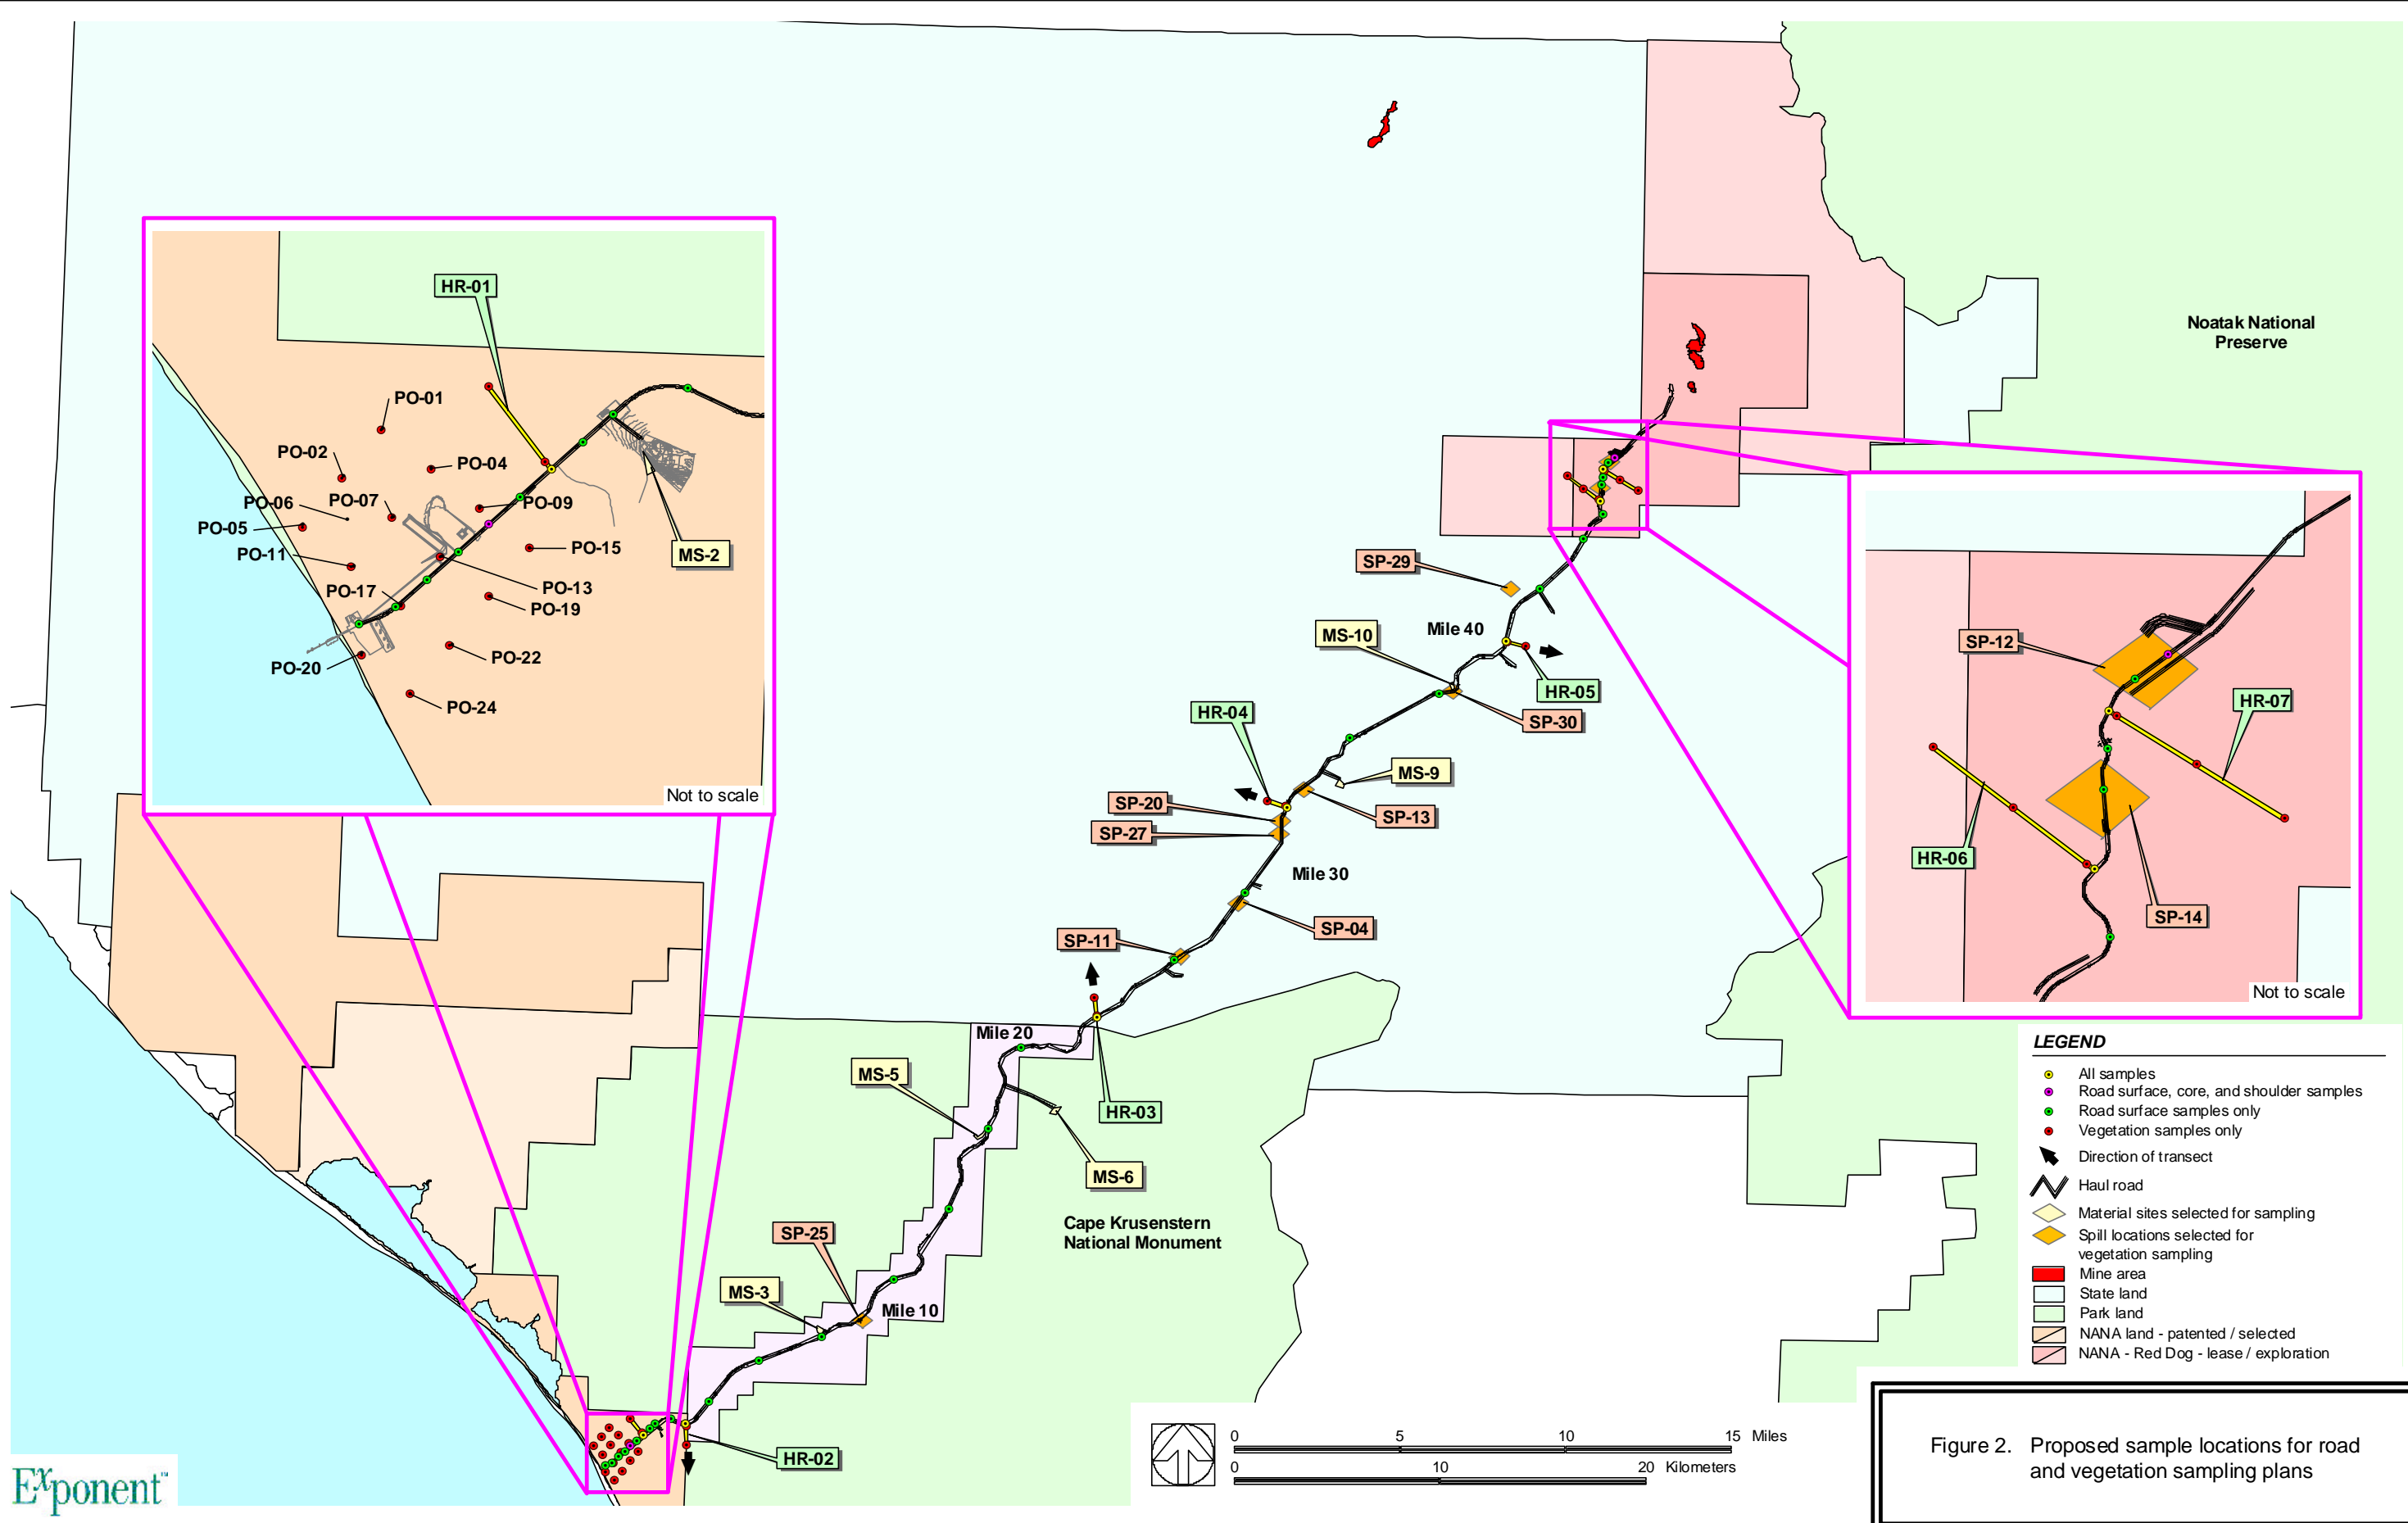 HR-01
PO-01
PO-02
PO-04
PO-06
PO-07
PO-09
PO-05
PO-11
PO-15
MS-2
PO-13
PO-17
PO-19
PO-22
PO-20
PO-24
Not to scale
Noatak National
Preserve
SP-29
MS-10
Mile 40
HR-05
HR-04
SP-30
MS-9
SP-20
SP-13
SP-27
Mile 30
SP-04
SP-11
SP-12
HR-07
HR-06
SP-14
Not to scale
Mile 20
MS-5
HR-03
MS-6
Cape Krusenstern
National Monument
SP-25
MS-3
Mile 10
HR-02
LEGEND
All samples
Road surface, core, and shoulder samples
Road surface samples only
Vegetation samples only
Direction of transect
Haul road
Material sites selected for sampling
Spill locations selected for
vegetation sampling
Mine area
State land
Park land
NANA land - patented / selected
NANA - Red Dog - lease / exploration
0 5 10 15 Miles
0 10 20 Kilometers
Exponent™
Figure 2. Proposed sample locations for road
and vegetation sampling plans